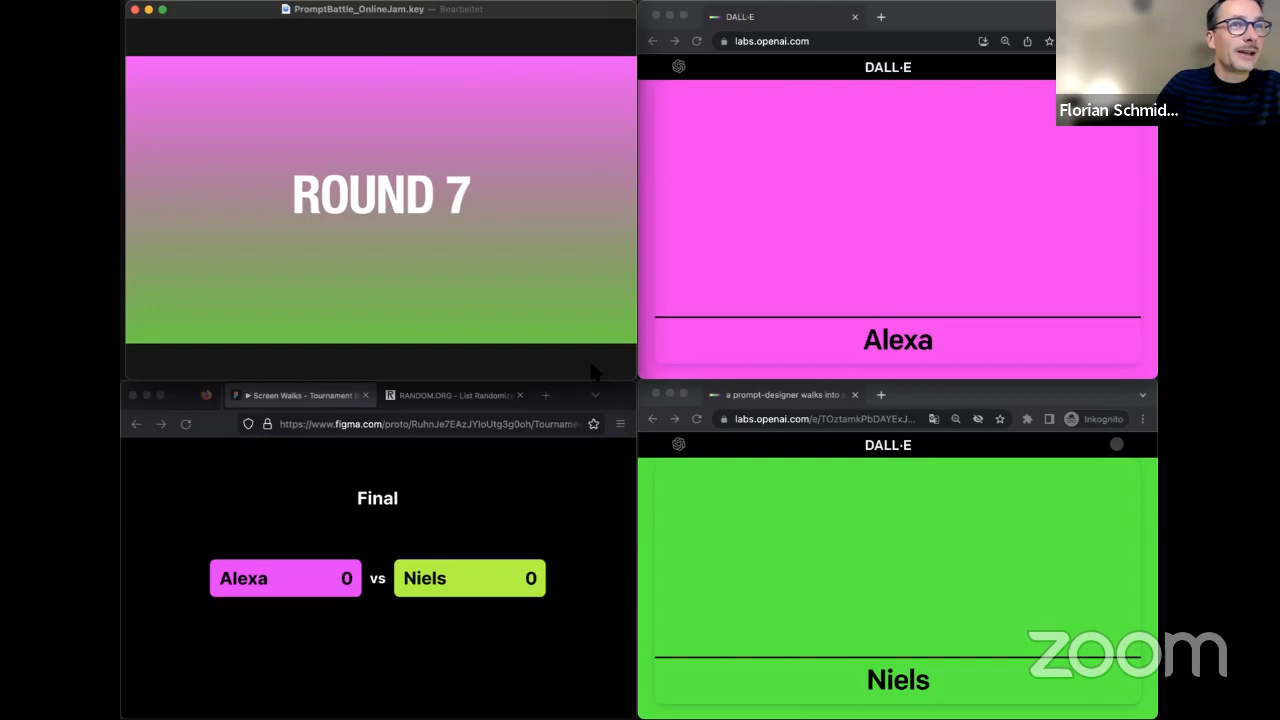 PromptBattle_OnlineJam.key — Bearbeitet
ROUND 7
DALL·E
labs.openai.com
DALL·E
Alexa
Florian Schmid...
▶ Screen Walks - Tournament
RANDOM.ORG - List Randomiz
https://www.figma.com/proto/RuhnJe7EAzJYIoUtg3g0oh/Tourname
Final
Alexa 0 vs Niels 0
a prompt-designer walks into a
labs.openai.com/e/TOztamkPbDAYExJ...
Inkognito
DALL·E
Niels
zoom